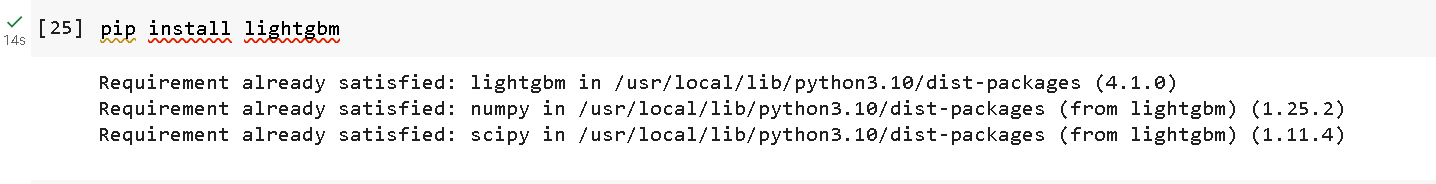 [25] pip install lightgbm
14s
Requirement already satisfied: lightgbm in /usr/local/lib/python3.10/dist-packages (4.1.0)
Requirement already satisfied: numpy in /usr/local/lib/python3.10/dist-packages (from lightgbm) (1.25.2)
Requirement already satisfied: scipy in /usr/local/lib/python3.10/dist-packages (from lightgbm) (1.11.4)